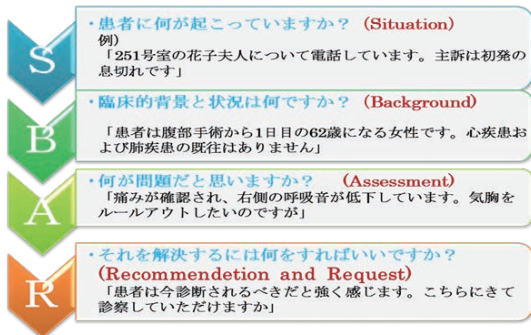 S
・患者に何が起こっていますか？ (Situation)
例)
「251号室の花子夫人について電話しています。主訴は初発の
息切れです」
B
・臨床的背景と状況は何ですか？ (Background)
「患者は腹部手術から1日目の62歳になる女性です。心疾患お
よび肺疾患の既往はありません」
A
・何が問題だと思いますか？ (Assessment)
「痛みが確認され、右側の呼吸音が低下しています。気胸を
ルールアウトしたいのですが」
R
・それを解決するには何をすればいいですか？
(Recommendetion and Request)
「患者は今診断されるべきだと強く感じます。こちらにきて
診察していただけますか」